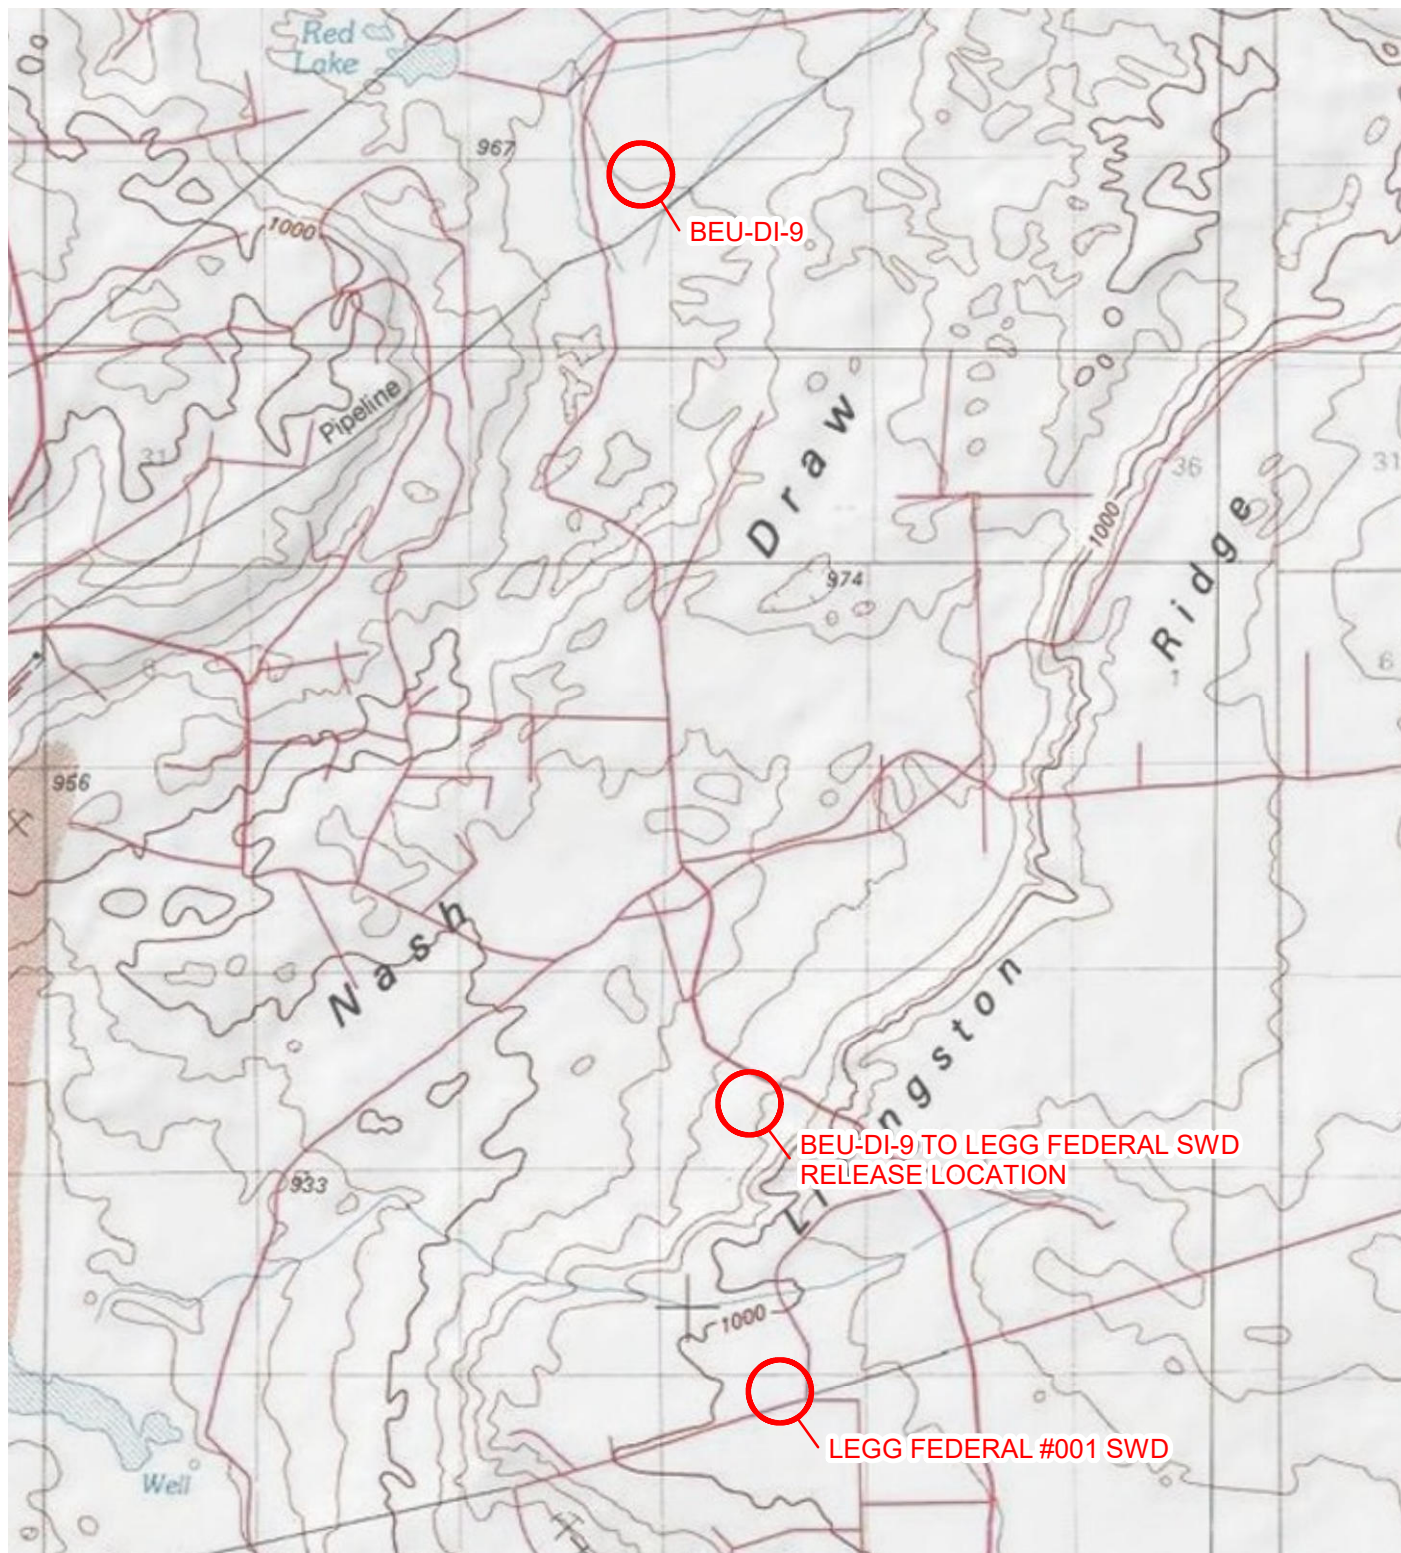 Red
Lake
967
BEU-DI-9
1000
Pipeline
31
Draw
36
31
1000
Ridge
974
6
1
956
Nash
BEU-DI-9 TO LEGG FEDERAL SWD
RELEASE LOCATION
933
1000
LEGG FEDERAL #001 SWD
Well